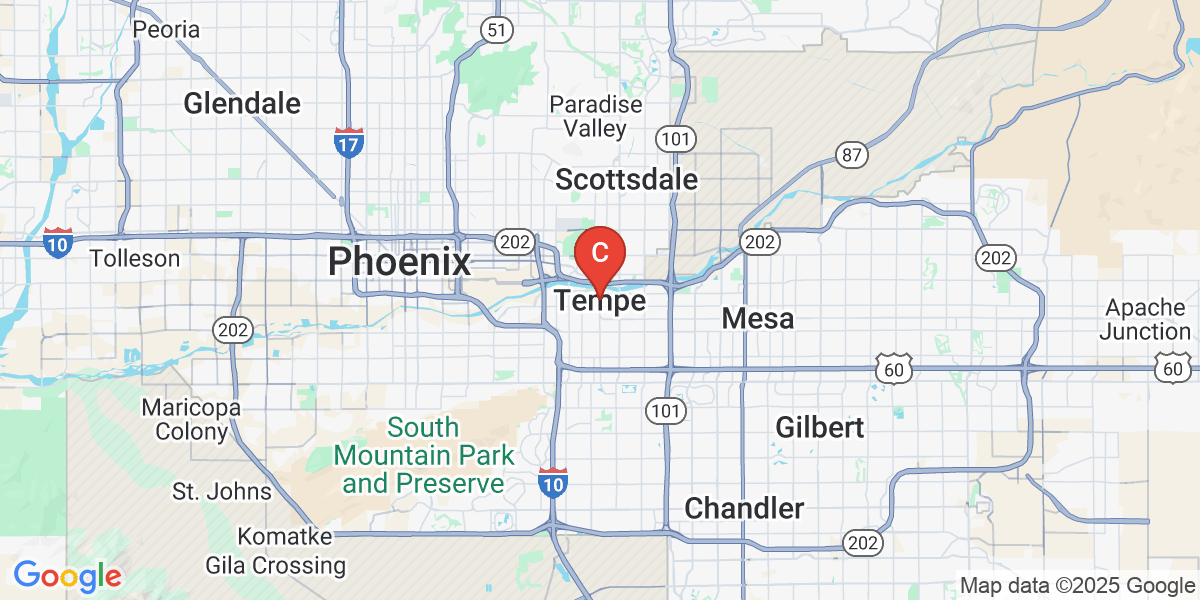 Peoria
51
Glendale
Paradise
Valley
17
101
87
Scottsdale
10
Tolleson
Phoenix
202
C
202
202
Tempe
Mesa
Apache
Junction
202
60
60
Maricopa
Colony
101
South
Mountain Park
and Preserve
Gilbert
St. Johns
10
Chandler
Komatke
202
Gila Crossing
Google
Map data ©2025 Google